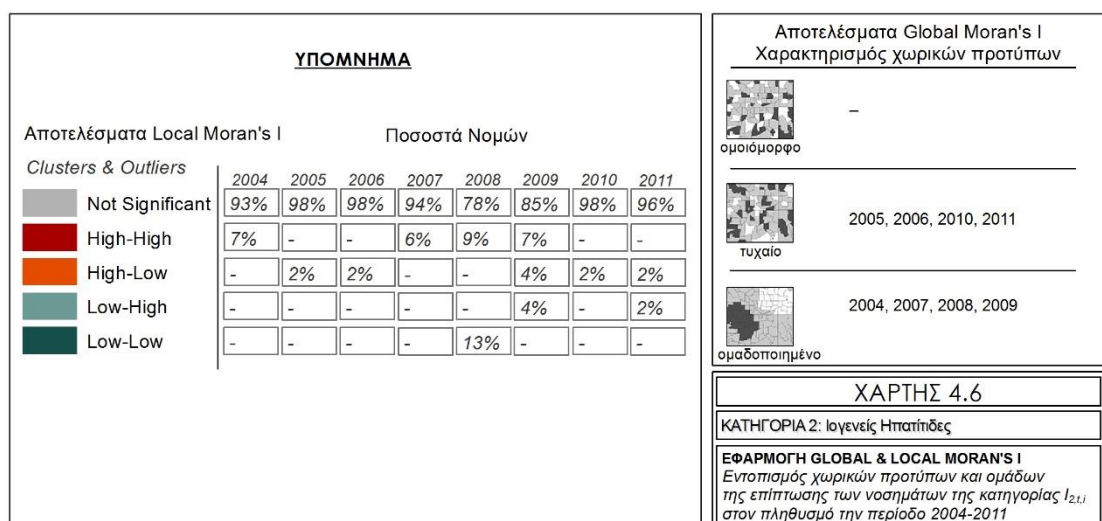 ΥΠΟΜΝΗΜΑ
Αποτελέσματα Local Moran's I Ποσοστά Νομών
Clusters & Outliers
2004 2005 2006 2007 2008 2009 2010 2011
Not Significant 93% 98% 98% 94% 78% 85% 98% 96%
High-High 7% - - 6% 9% 7% - -
High-Low - 2% 2% - - 4% 2% 2%
Low-High - - - - - 4% - 2%
Low-Low - - - - 13% - - -
Αποτελέσματα Global Moran's I
Χαρακτηρισμός χωρικών προτύπων
–
ομοιόμορφο
2005, 2006, 2010, 2011
τυχαίο
2004, 2007, 2008, 2009
ομαδοποιημένο
ΧΑΡΤΗΣ 4.6
ΚΑΤΗΓΟΡΙΑ 2: Ιογενείς Ηπατίτιδες
ΕΦΑΡΜΟΓΗ GLOBAL & LOCAL MORAN'S I
Εντοπισμός χωρικών προτύπων και ομάδων
της επίπτωσης των νοσημάτων της κατηγορίας I2,t,i
στον πληθυσμό την περίοδο 2004-2011